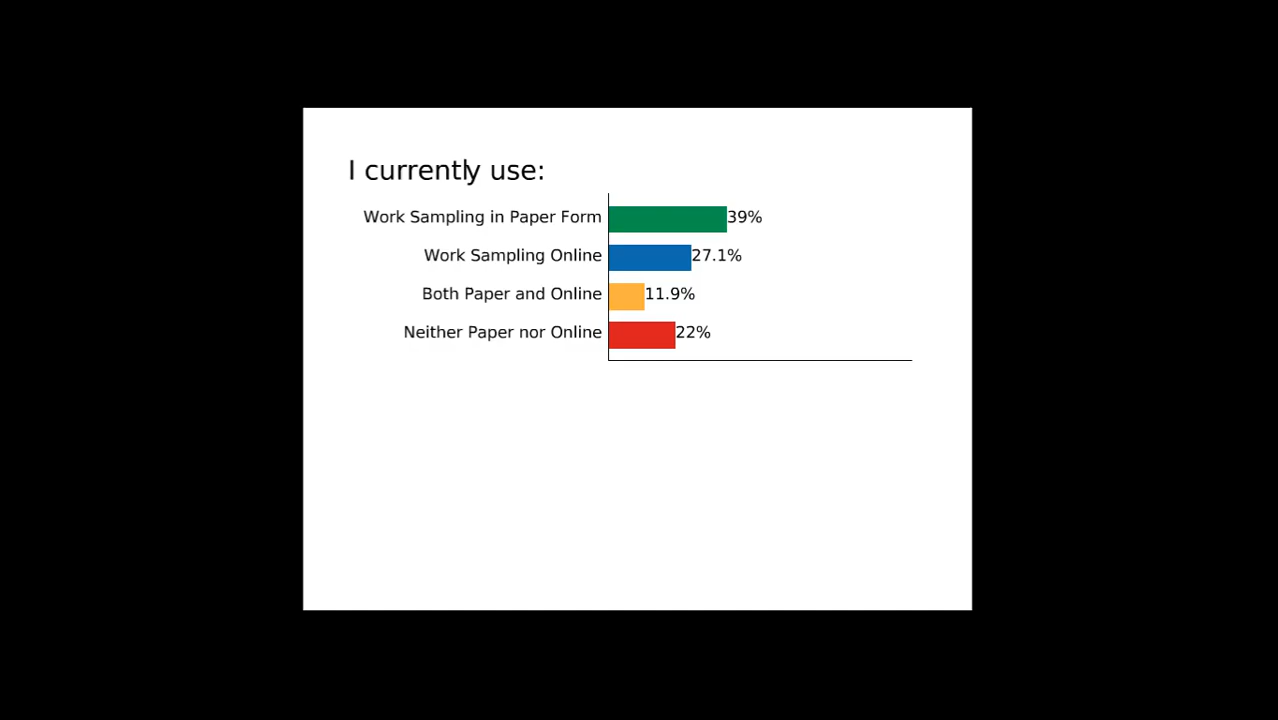 I currently use:
Work Sampling in Paper Form 39%
Work Sampling Online 27.1%
Both Paper and Online 11.9%
Neither Paper nor Online 22%